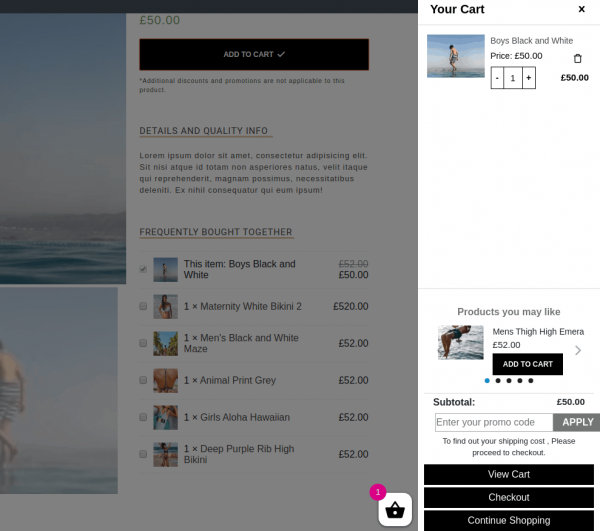 £50.00
ADD TO CART
*Additional discounts and promotions are not applicable to this
product.
DETAILS AND QUALITY INFO
Lorem ipsum dolor sit amet, consectetur adipisicing elit.
Sit nisi atque id totam non asperiores natus, velit itaque
qui reprehenderit, magnam possimus, necessitatibus
deleniti. Ex nihil consequatur qui eum ipsum!
FREQUENTLY BOUGHT TOGETHER
This item: Boys Black and
White
£52.00
£50.00
1 × Maternity White Bikini 2
£520.00
1 × Men's Black and White
Maze
£52.00
1 × Animal Print Grey
£52.00
1 × Girls Aloha Hawaiian
£52.00
1 × Deep Purple Rib High
Bikini
£52.00
1
Your Cart
x
Boys Black and White
Price: £50.00
- 1 +
£50.00
Products you may like
Mens Thigh High Emera
£52.00
ADD TO CART
Subtotal:
£50.00
Enter your promo code
APPLY
To find out your shipping cost , Please
proceed to checkout.
View Cart
Checkout
Continue Shopping